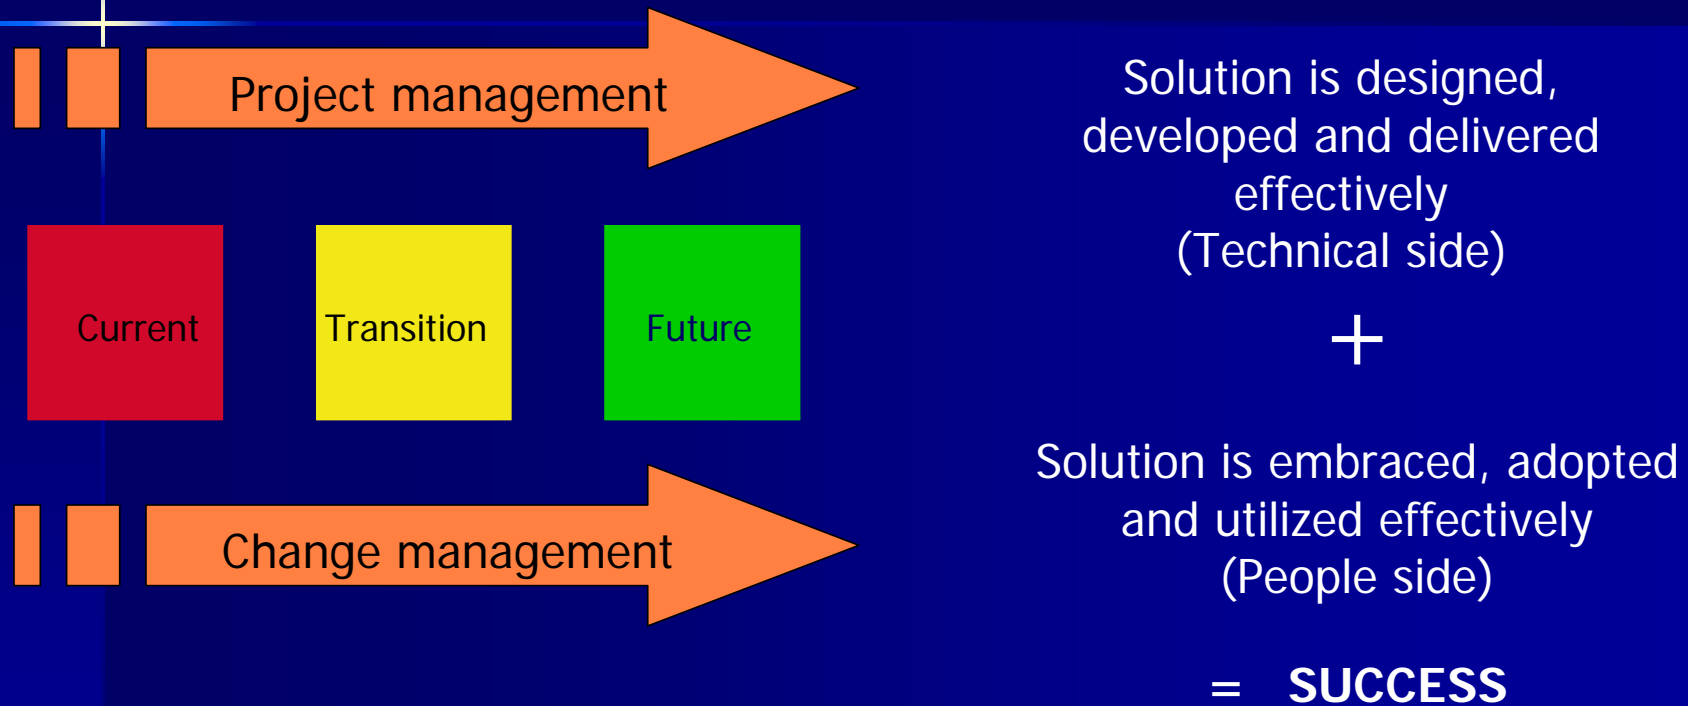 Project management
Solution is designed,
developed and delivered
effectively
(Technical side)
Current
Transition
Future
+
Change management
Solution is embraced, adopted
and utilized effectively
(People side)
= SUCCESS